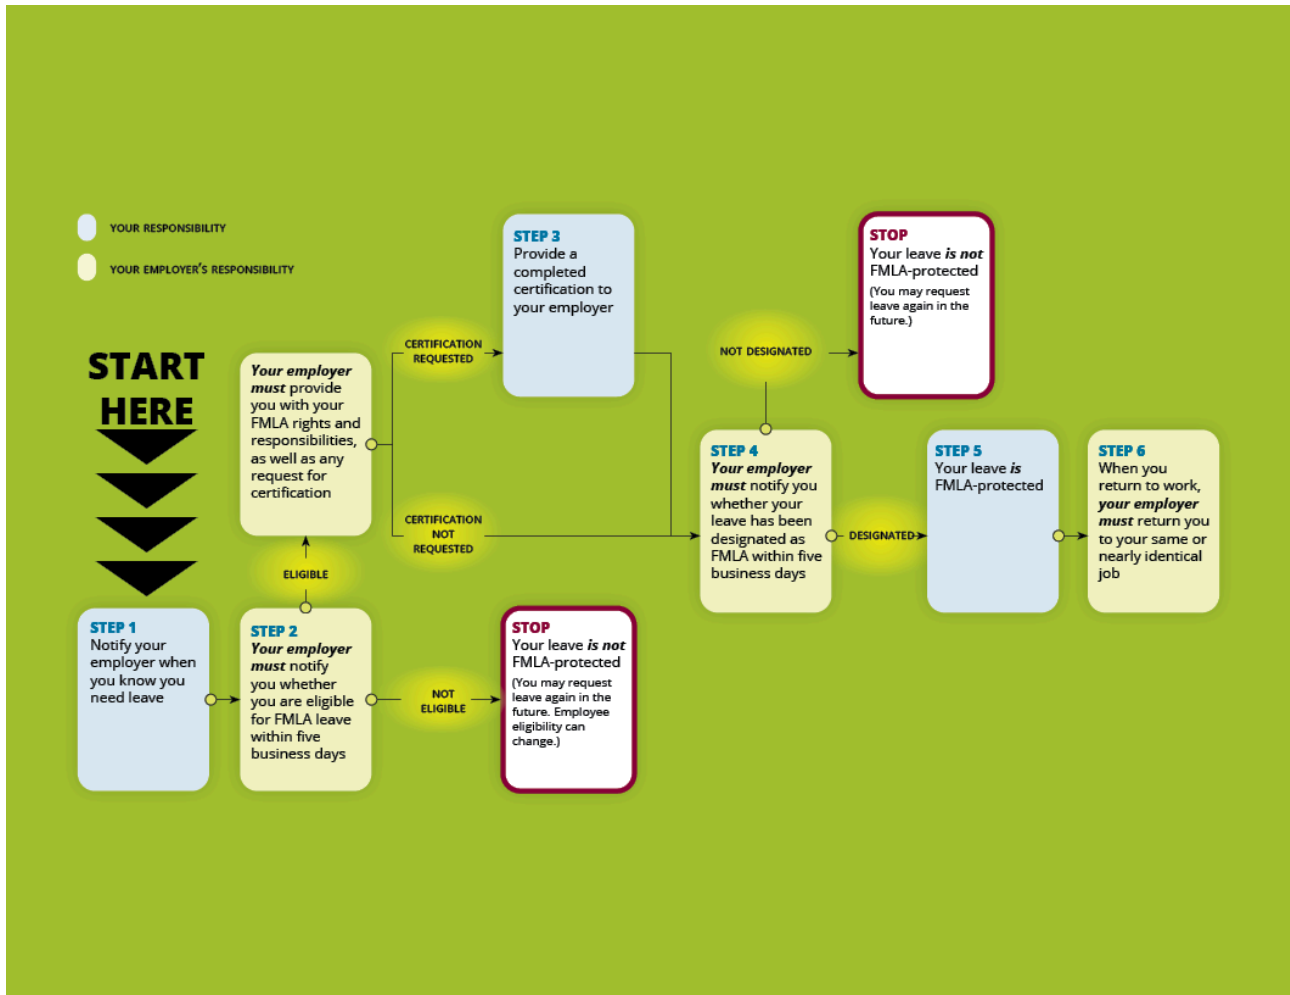 YOUR RESPONSIBILITY
YOUR EMPLOYER'S RESPONSIBILITY
START
HERE
STEP 1
Notify your
employer when
you know you
need leave
STEP 2
Your employer
must notify
you whether
you are eligible
for FMLA leave
within five
business days
NOT
ELIGIBLE
STOP
Your leave is not
FMLA-protected
(You may request
leave again in the
future. Employee
eligibility can
change.)
ELIGIBLE
Your employer
must provide
you with your
FMLA rights and
responsibilities,
as well as any
request for
certification
CERTIFICATION
REQUESTED
STEP 3
Provide a
completed
certification to
your employer
CERTIFICATION
NOT
REQUESTED
STEP 4
Your employer
must notify you
whether your
leave has been
designated as
FMLA within five
business days
NOT DESIGNATED
STOP
Your leave is not
FMLA-protected
(You may request
leave again in the
future.)
DESIGNATED
STEP 5
Your leave is
FMLA-protected
STEP 6
When you
return to work,
your employer
must return you
to your same or
nearly identical
job